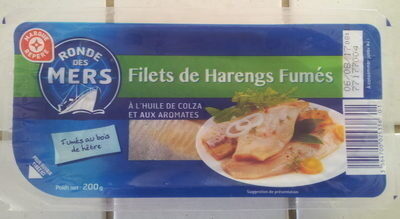 MARQUE
REPÈRE
RONDE
DES
MERS
Filets de Harengs Fumés
À L'HUILE DE COLZA
ET AUX AROMATES
Fumés au bois
de hêtre
Poids net : 200g
Suggestion de présentation